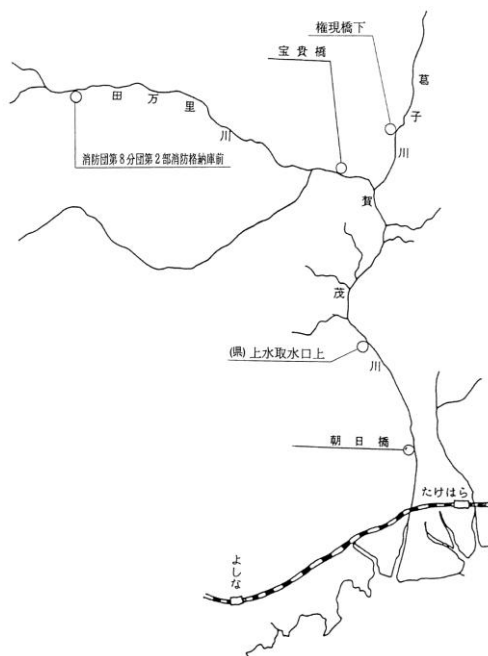 権現橋下
宝貴橋
葛子川
田万里川
消防団第8分団第2部消防格納庫前
賀茂川
(県)上水取水口上
朝日橋
たけはら
よしな